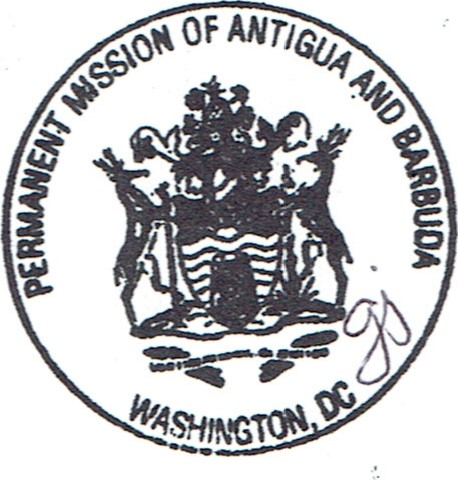 PERMANENT MISSION OF ANTIGUA AND BARBUDA
WASHINGTON, DC